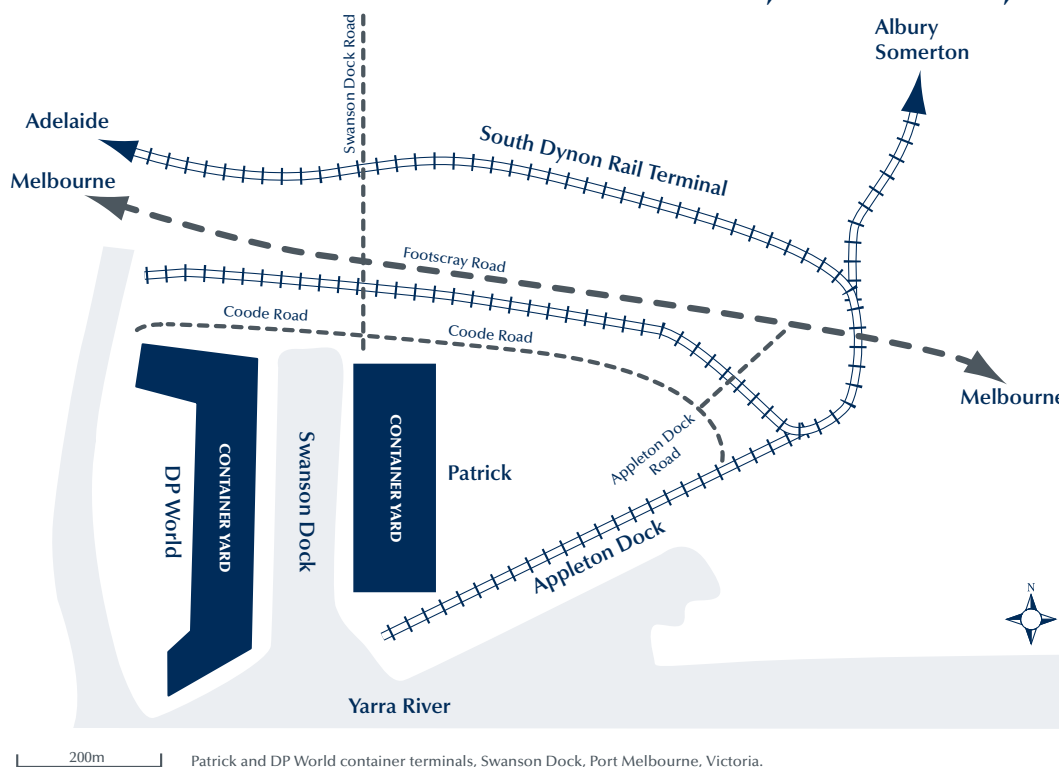 Albury
Somerton
Swanson Dock Road
Adelaide
South Dynon Rail Terminal
Melbourne
Footscray Road
Coode Road
Coode Road
Melbourne
Appleton Dock
Road
CONTAINER YARD
DP World
Swanson Dock
CONTAINER YARD
Patrick
Appleton Dock
N
Yarra River
200m
Patrick and DP World container terminals, Swanson Dock, Port Melbourne, Victoria.